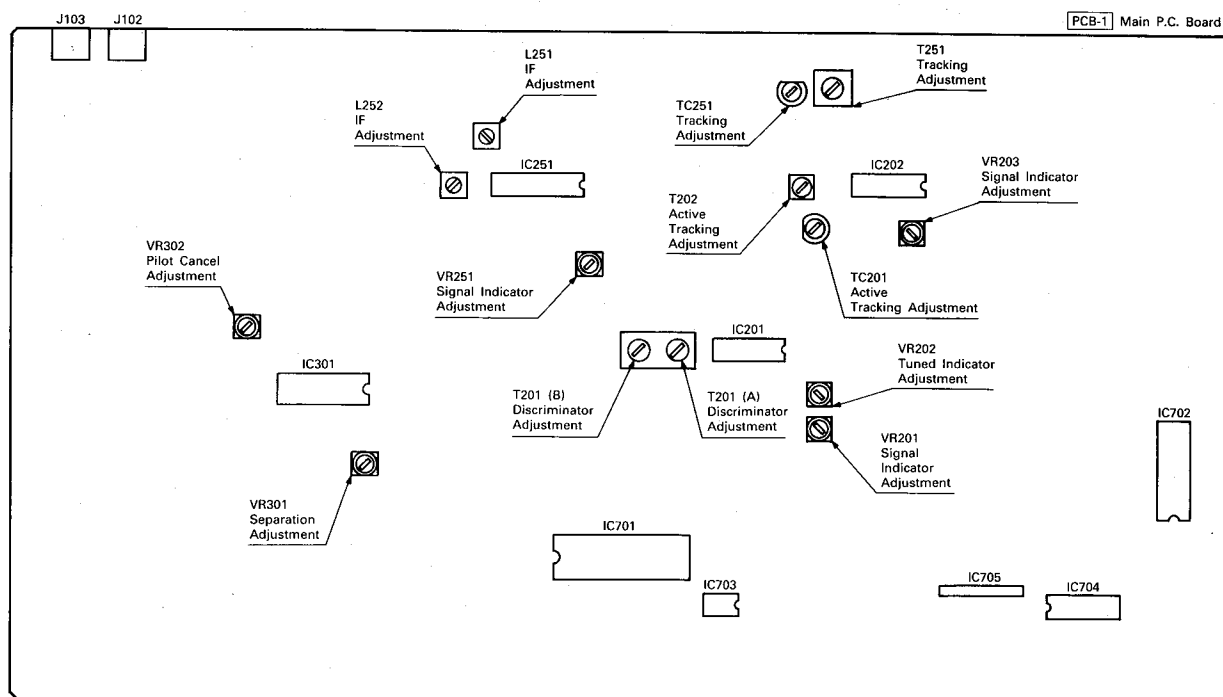 J103
J102
PCB-1 Main P.C. Board
L251
IF
Adjustment
T251
Tracking
Adjustment
L252
IF
Adjustment
TC251
Tracking
Adjustment
IC251
IC202
VR203
Signal Indicator
Adjustment
T202
Active
Tracking
Adjustment
VR302
Pilot Cancel
Adjustment
VR251
Signal Indicator
Adjustment
TC201
Active
Tracking Adjustment
IC201
VR202
Tuned Indicator
Adjustment
IC301
T201 (B)
Discriminator
Adjustment
T201 (A)
Discriminator
Adjustment
IC702
VR201
Signal
Indicator
Adjustment
VR301
Separation
Adjustment
IC701
IC703
IC705
IC704